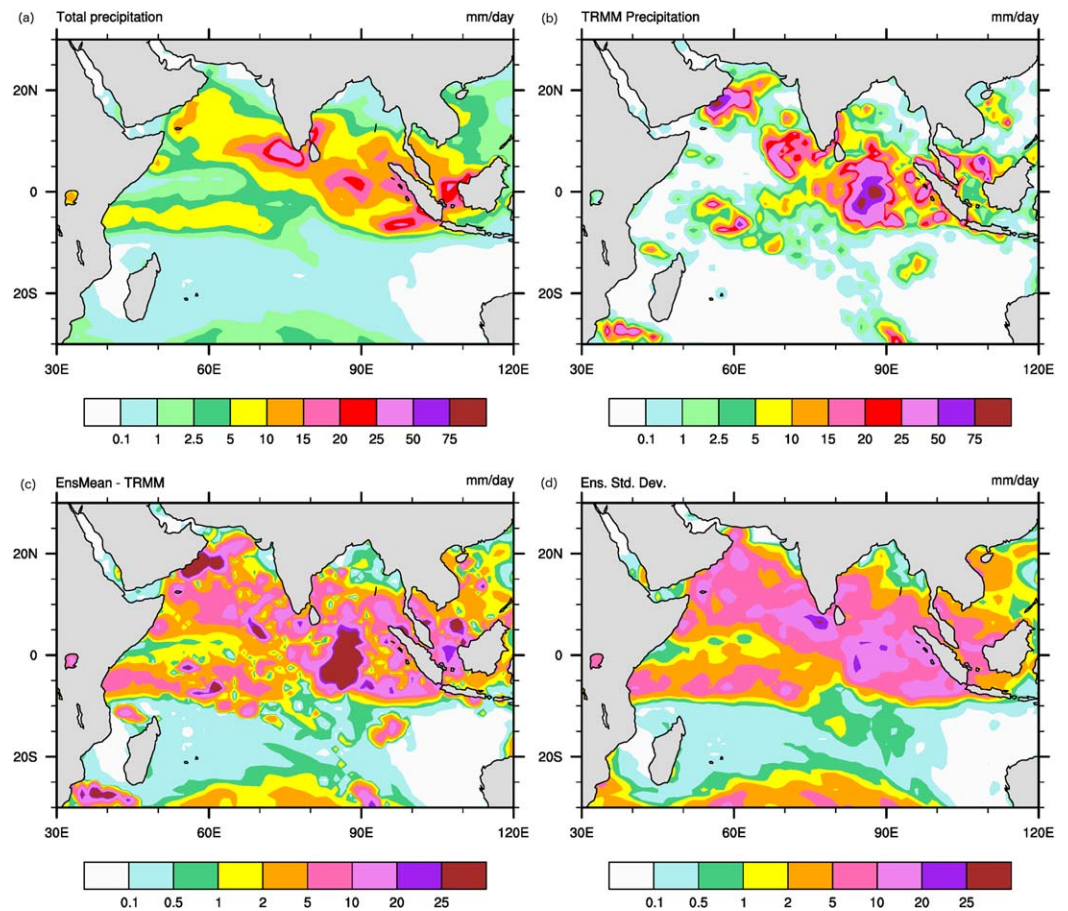 (a) Total precipitation mm/day
20N
0
20S
30E 60E 90E 120E
0.1 1 2.5 5 10 15 20 25 50 75
(b) TRMM Precipitation mm/day
20N
0
20S
30E 60E 90E 120E
0.1 1 2.5 5 10 15 20 25 50 75
(c) EnsMean - TRMM mm/day
20N
0
20S
30E 60E 90E 120E
0.1 0.5 1 2 5 10 20 25
(d) Ens. Std. Dev. mm/day
20N
0
20S
30E 60E 90E 120E
0.1 0.5 1 2 5 10 20 25